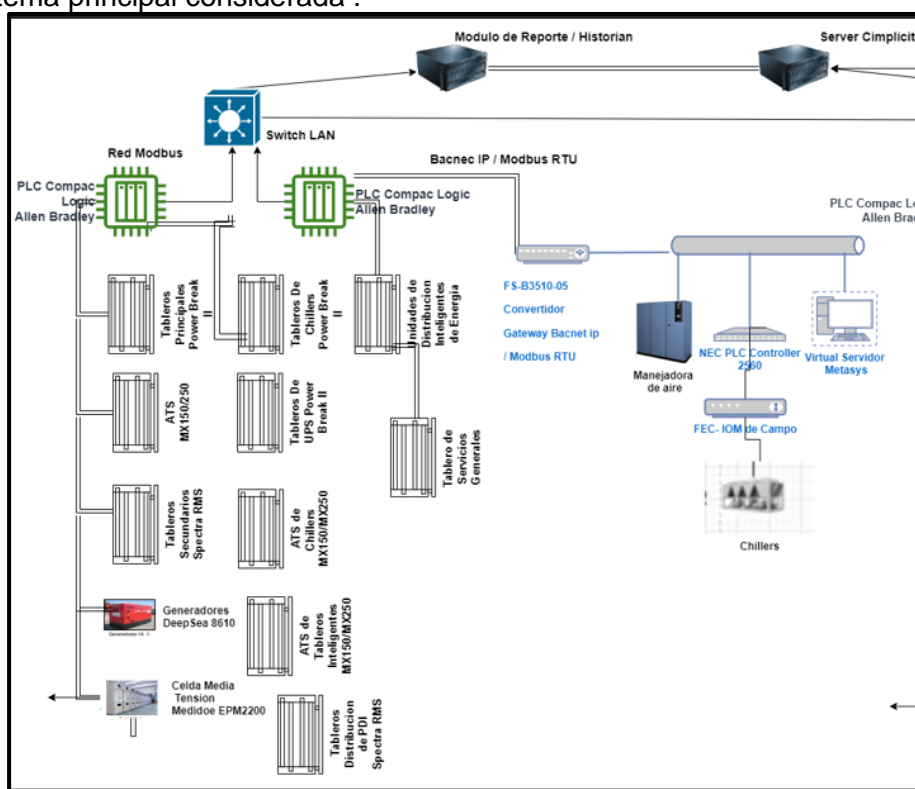 tema principal considerada .
Modulo de Reporte / Historian
Server Cimplicit
Switch LAN
Red Modbus
Bacnec IP / Modbus RTU
PLC Compac
Logic
Allen Bradley
PLC Compac Logic
Allen Bradley
PLC Compac Lo
Allen Brad
Tableros
Principales
Power Break
II
Tableros De
Chillers
Power Break
II
Unidades de
Distribucion
Inteligentes
de Energia
FS-B3510-05
Convertidor
Gateway Bacnet ip
/ Modbus RTU
Manejadora
de aire
NEC PLC Controller
2560
Virtual Servidor
Metasys
ATS
MX150/250
Tableros De
UPS Power
Break II
Tablero de
Servicios
Generales
FEC- IOM de Campo
Chillers
Tableros
Secundarios
Spectra RMS
ATS de
Chillers
MX150/MX250
Generadores
DeepSea 8610
ATS de
Tableros
Inteligentes
MX150/MX250
Celda Media
Tension
Medidoe EPM2200
Tableros
Distribucion
de PDI
Spectra RMS